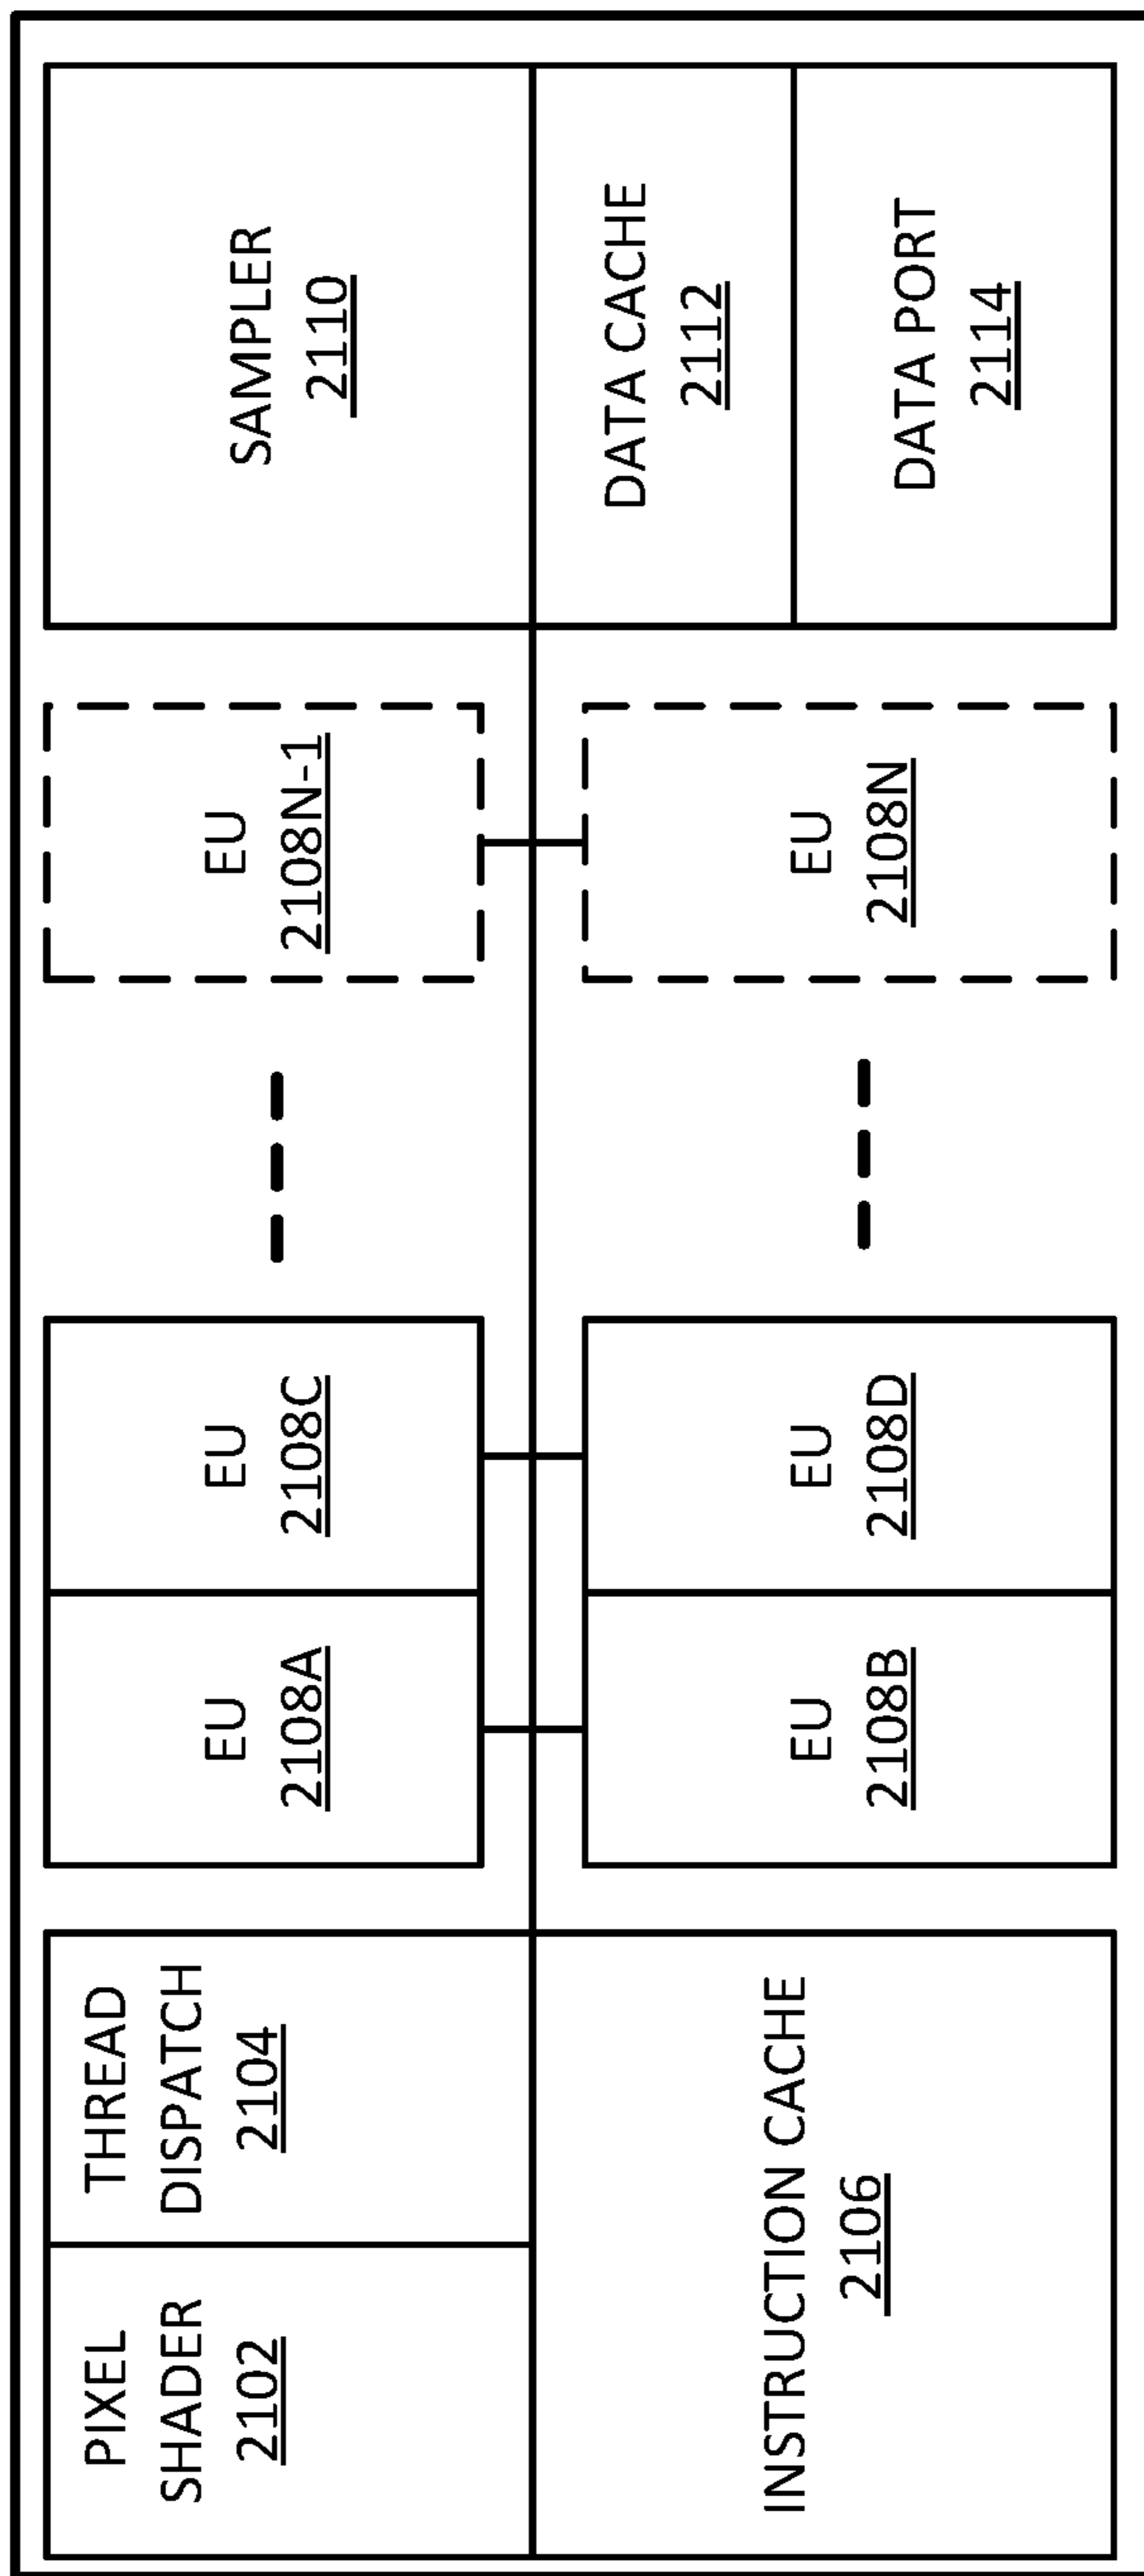 PIXEL
SHADER
2102
THREAD
DISPATCH
2104
INSTRUCTION CACHE
2106
EU
2108A
EU
2108C
EU
2108B
EU
2108D
EU
2108N-1
EU
2108N
SAMPLER
2110
DATA CACHE
2112
DATA PORT
2114